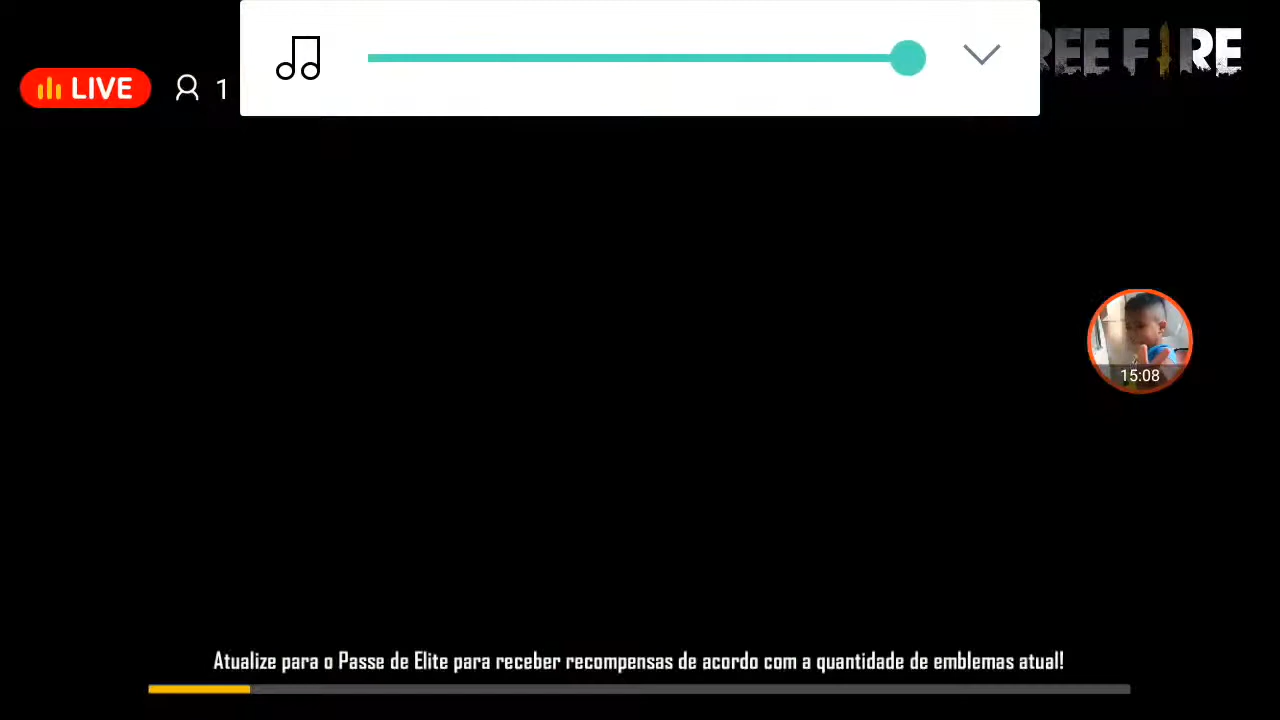 FREE FIRE
LIVE
1
15:08
Atualize para o Passe de Elite para receber recompensas de acordo com a quantidade de emblemas atual!